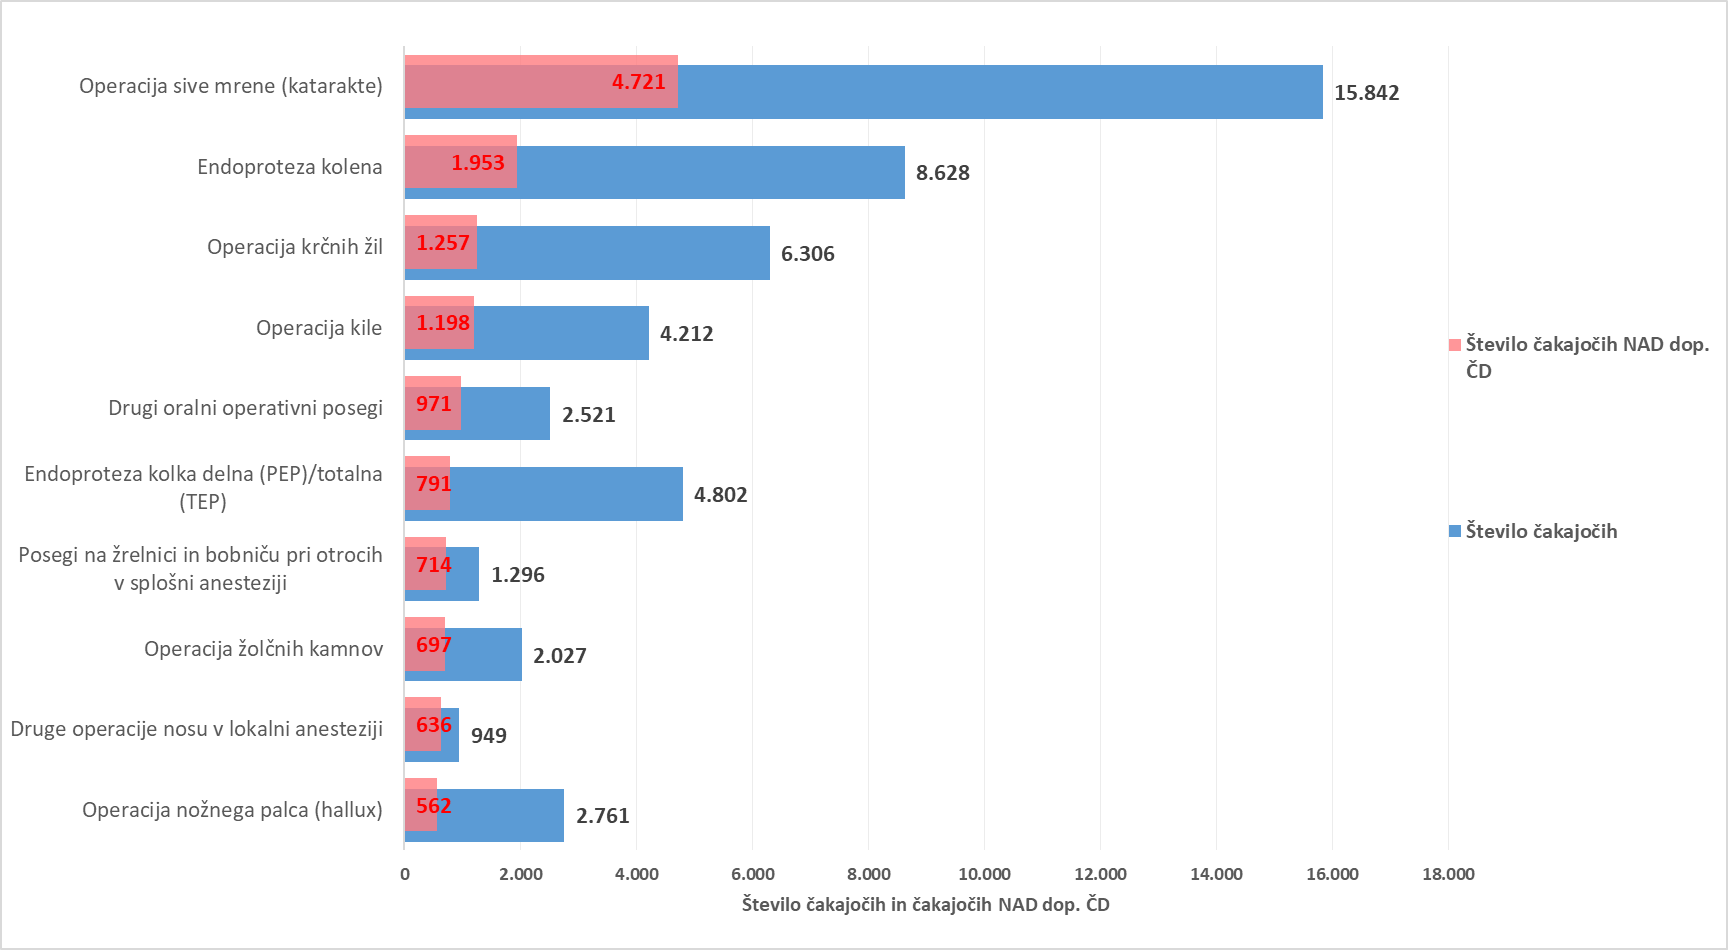 Operacija sive mrene (katarakte)
4.721
15.842
Endoproteza kolena
1.953
8.628
Operacija krčnih žil
1.257
6.306
Operacija kile
1.198
4.212
Drugi oralni operativni posegi
971
2.521
Endoproteza kolka delna (PEP)/totalna
(TEP)
791
4.802
Posegi na žrelnici in bobniču pri otrocih
v splošni anesteziji
714
1.296
Operacija žolčnih kamnov
697
2.027
Druge operacije nosu v lokalni anesteziji
636
949
Operacija nožnega palca (hallux)
562
2.761
0 2.000 4.000 6.000 8.000 10.000 12.000 14.000 16.000 18.000
Število čakajočih in čakajočih NAD dop. ČD
Število čakajočih NAD dop.
ČD
Število čakajočih